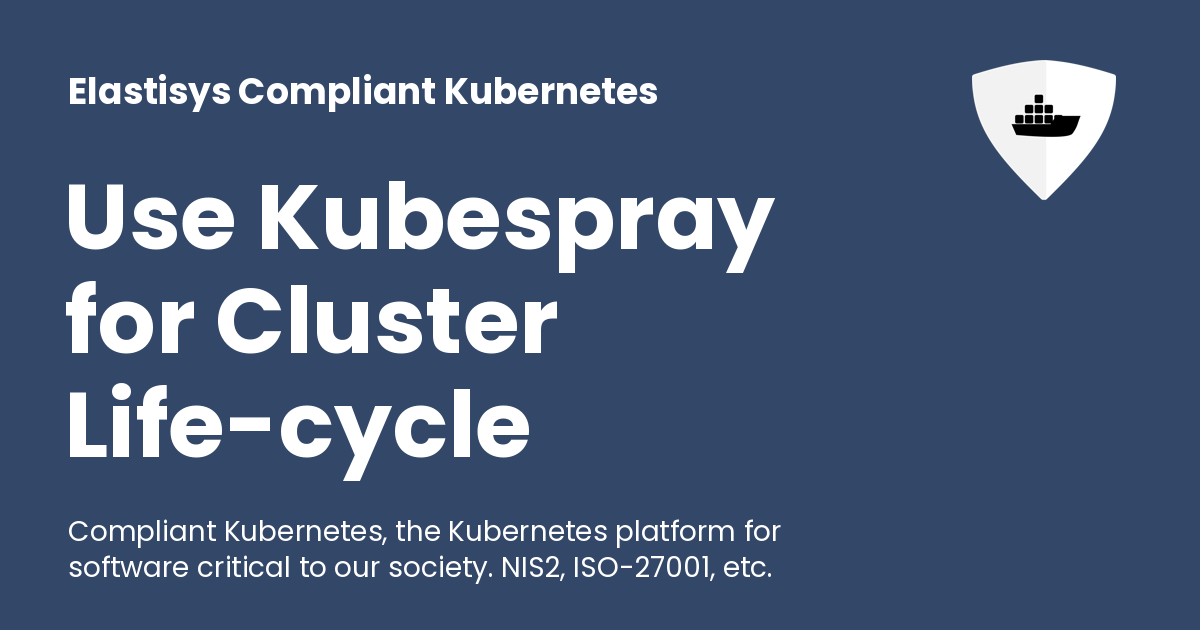 Elastisys Compliant Kubernetes
Use Kubespray
for Cluster
Life-cycle
Compliant Kubernetes, the Kubernetes platform for
software critical to our society. NIS2, ISO-27001, etc.